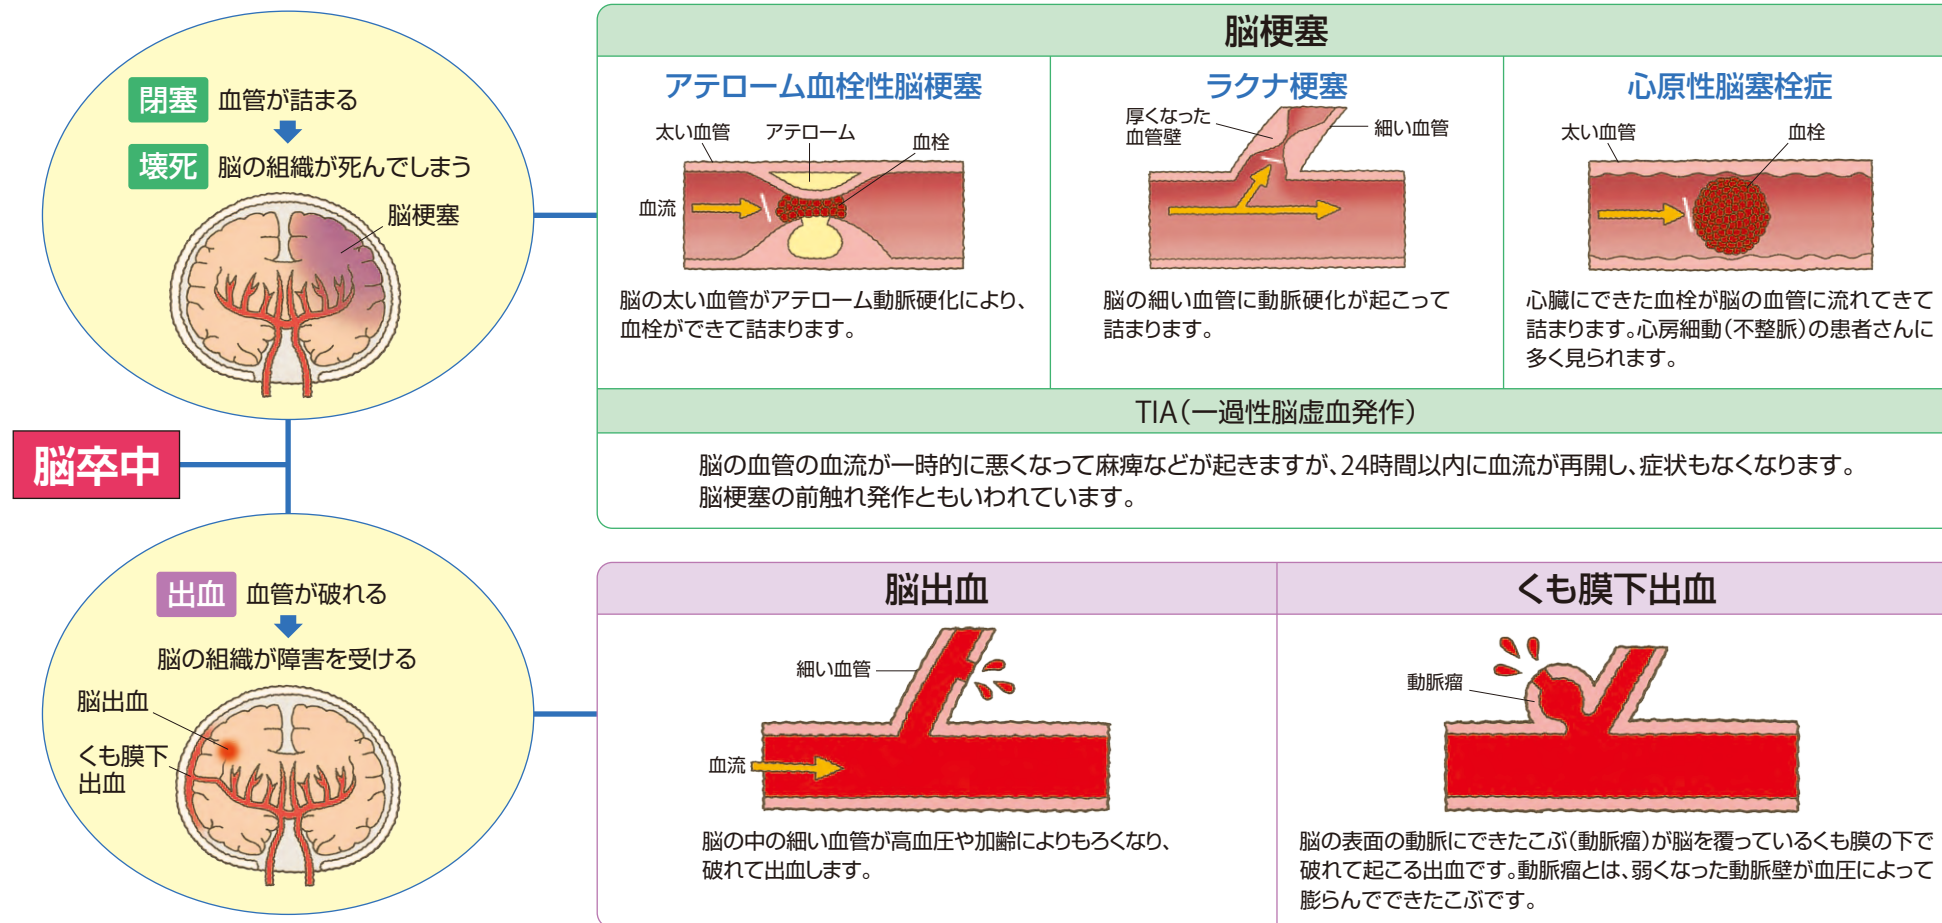 閉塞 血管が詰まる
壊死 脳の組織が死んでしまう
脳梗塞
脳卒中
出血 血管が破れる
脳の組織が障害を受ける
脳出血
くも膜下
出血
脳梗塞
アテローム血栓性脳梗塞
太い血管
アテローム
血栓
血流
脳の太い血管がアテローム動脈硬化により、
血栓ができて詰まります。
ラクナ梗塞
厚くなった
血管壁
細い血管
脳の細い血管に動脈硬化が起こって
詰まります。
心原性脳塞栓症
太い血管
血栓
心臓にできた血栓が脳の血管に流れてきて
詰まります。心房細動(不整脈)の患者さんに
多く見られます。
TIA(一過性脳虚血発作)
脳の血管の血流が一時的に悪くなって麻痺などが起きますが、24時間以内に血流が再開し、症状もなくなります。
脳梗塞の前触れ発作ともいわれています。
脳出血
細い血管
血流
脳の中の細い血管が高血圧や加齢によりもろくなり、
破れて出血します。
くも膜下出血
動脈瘤
脳の表面の動脈にできたこぶ(動脈瘤)が脳を覆っているくも膜の下で
破れて起こる出血です。動脈瘤とは、弱くなった動脈壁が血圧によって
膨らんでできたこぶです。